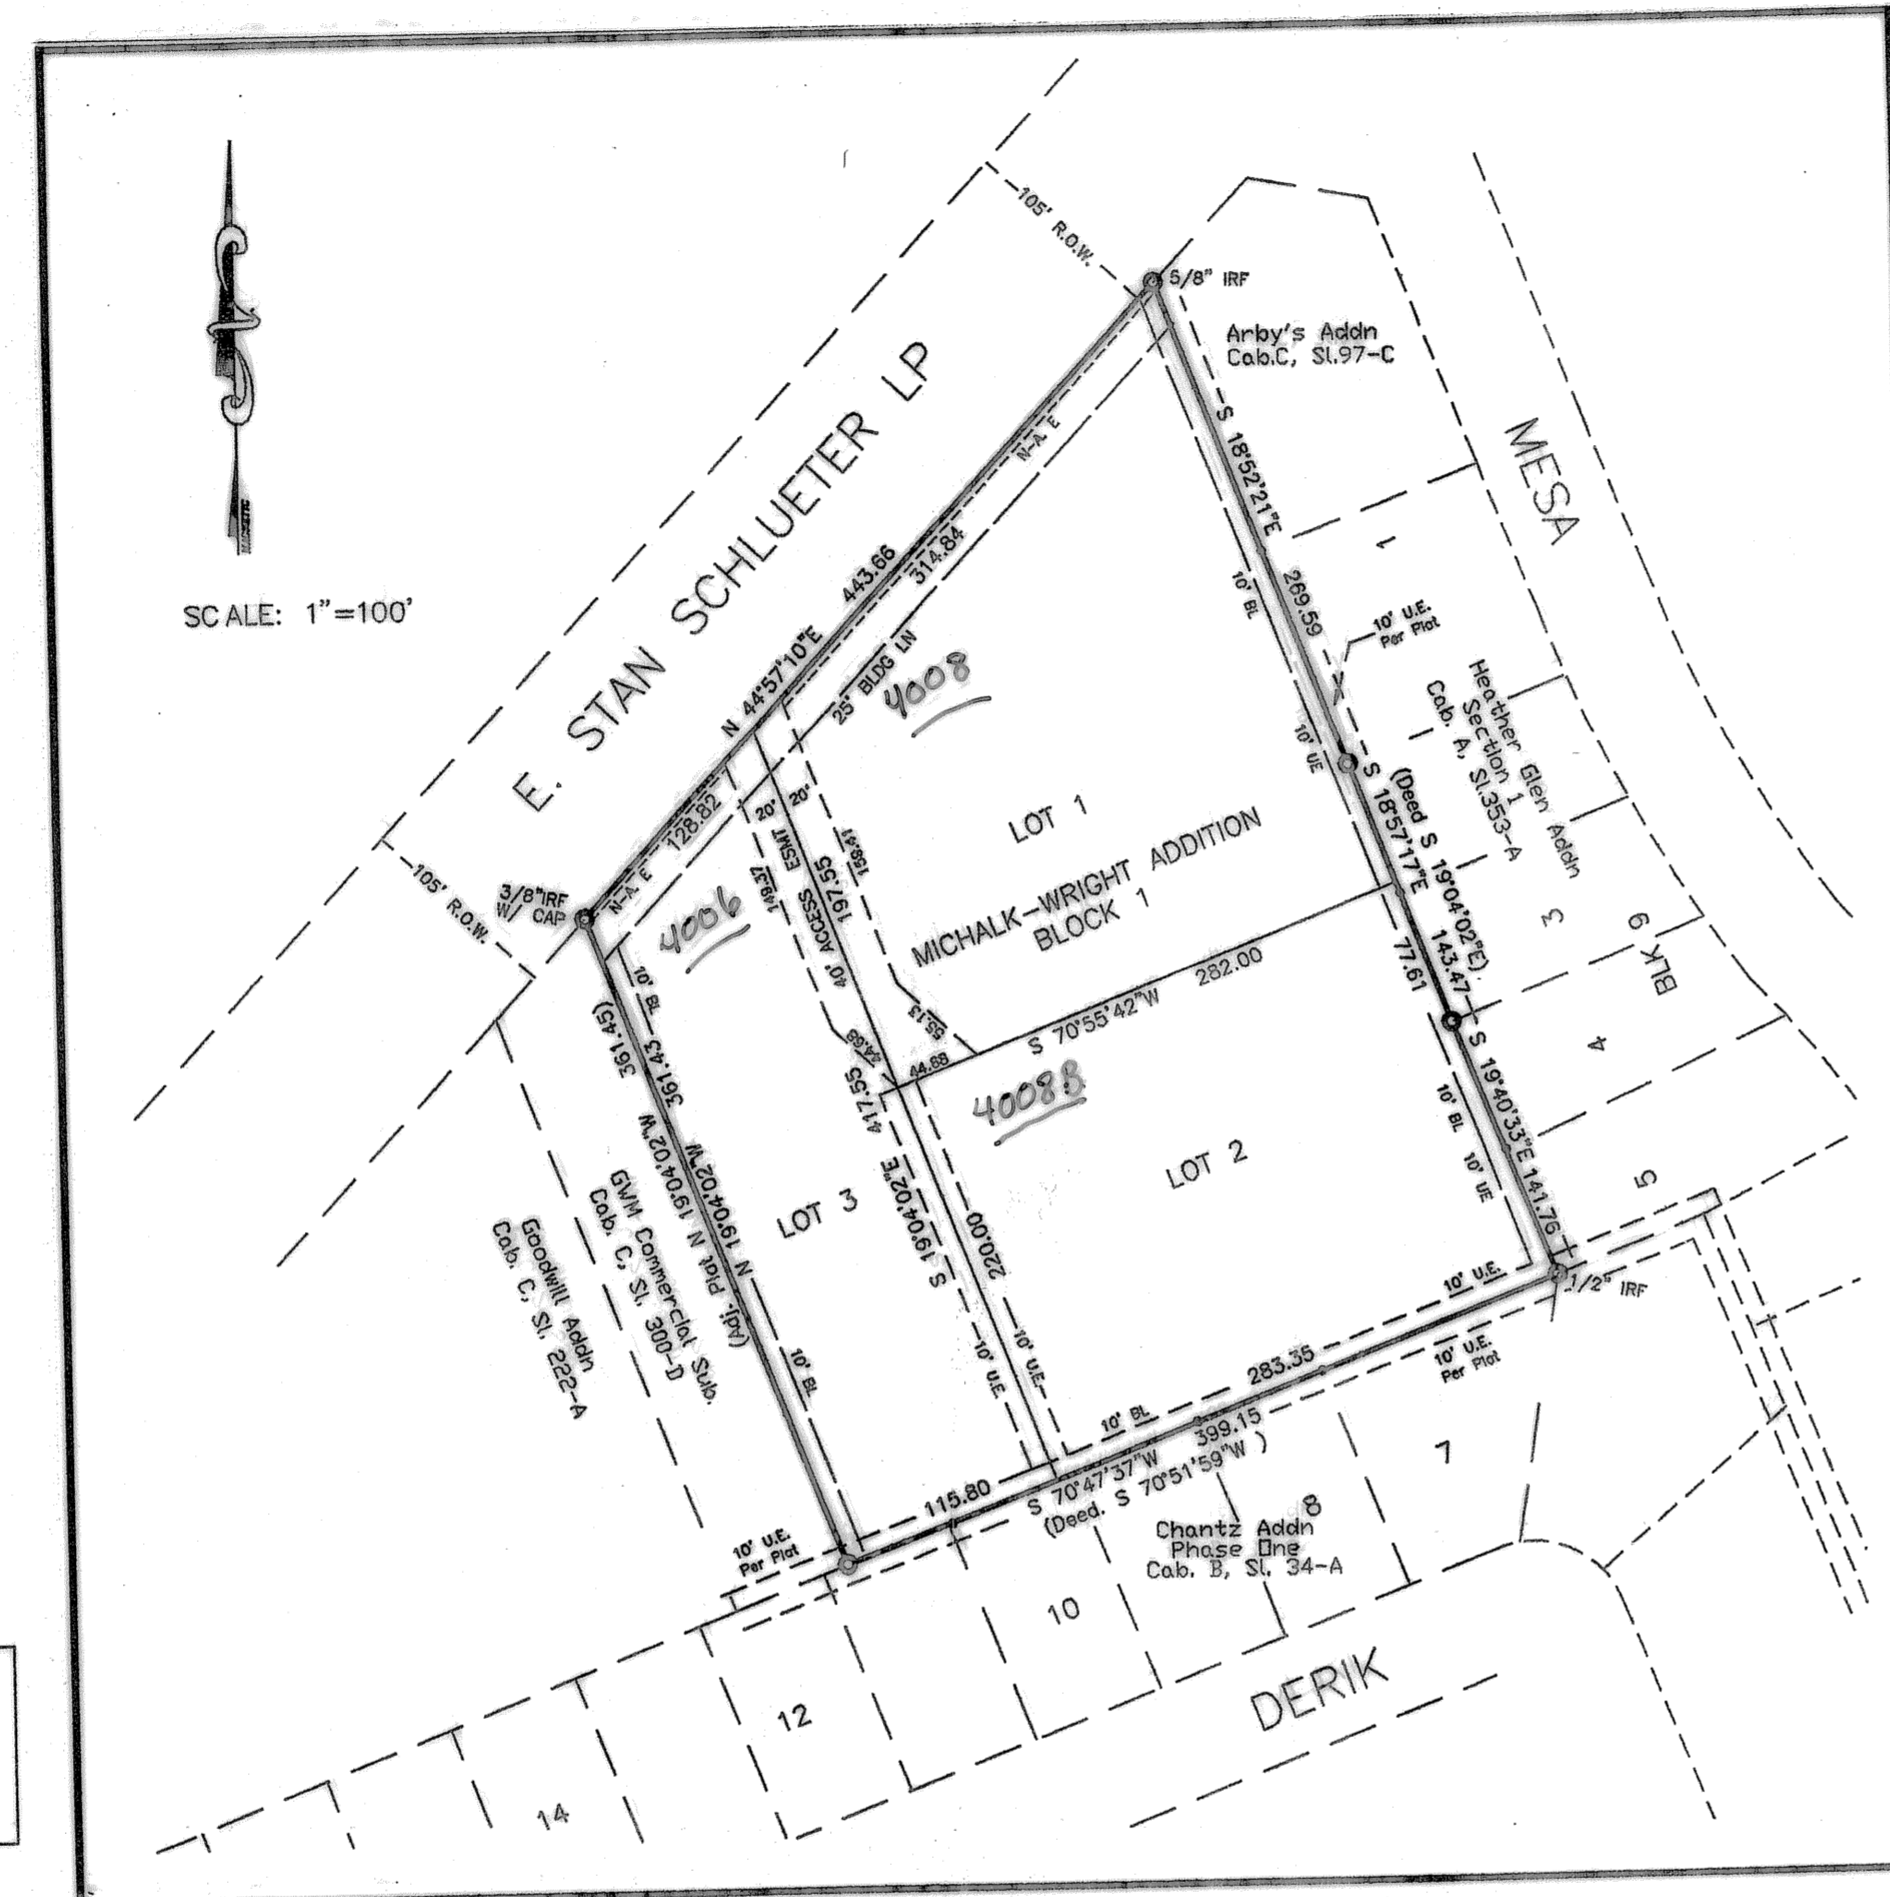 105' R.O.W.
5/8" IRF
Arby's Addn
Cab.C, Sl.97-C
MESA
E. STAN SCHLUETER LP
SCALE: 1"=100'
MAGNETIC
N-A. E
S 18°52'21"E
269.59
443.66
314.84
N 44°57'10"E
25' BLDG LN
4008
10' BL
10' UE
1
10' U.E.
Per Plat
Heather Glen Addn
Section 1
Cab. A, Sl.353-A
128.82
N-A. E
20'
20'
40' ACCESS ESMT
197.55
149.37
158.41
LOT 1
MICHALK-WRIGHT ADDITION
BLOCK 1
S 18°57'17"E 143.47
(Deed S 19°04'02"E)
77.61
3
BLK 9
105' R.O.W.
3/8"IRF
W/ CAP
4006
10' BL
282.00
S 70°55'42"W
55.13
44.68
44.68
4008B
361.43
(Adj. Plat N 19°04'02"W 361.45)
N 19°04'02"W
417.55
S 19°04'02"E
220.00
LOT 2
LOT 3
S 19°40'33"E 141.76
10' BL
10' UE
4
5
GWM Commercial Sub.
Cab. C, Sl. 300-D
Goodwill Addn
Cab. C, Sl. 222-A
10' BL
10' U.E
10' U.E.
10' U.E.
1/2" IRF
10' U.E.
Per Plat
283.35
10' BL
399.15
S 70°47'37"W
(Deed. S 70°51'59"W )
115.80
10' U.E.
Per Plat
7
8
Chantz Addn
Phase One
Cab. B, Sl. 34-A
10
12
14
DERIK